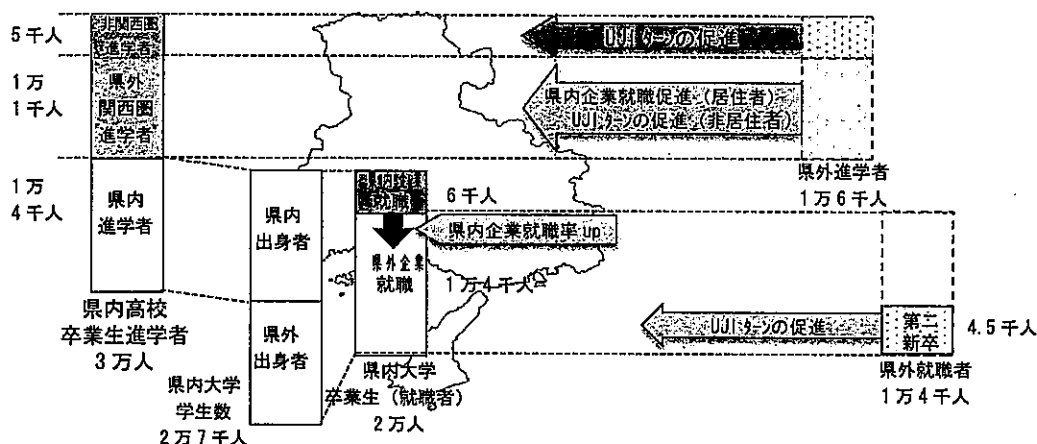 5千人
非関西圏
進学者
UJIターンの促進
1万
1千人
県外
関西圏
進学者
県内企業就職促進（居住者）
UJIターンの促進（非居住者）
県外進学者
1万6千人
1万
4千人
県内
進学者
県内
出身者
就職
6千人
県内企業就職率up
県外企業
就職
1万4千人
県外
出身者
UJIターンの促進
第二
新卒
4.5千人
県外就職者
1万4千人
県内高校
卒業生進学者
3万人
県内大学
学生数
2万7千人
県内大学
卒業生（就職者）
2万人